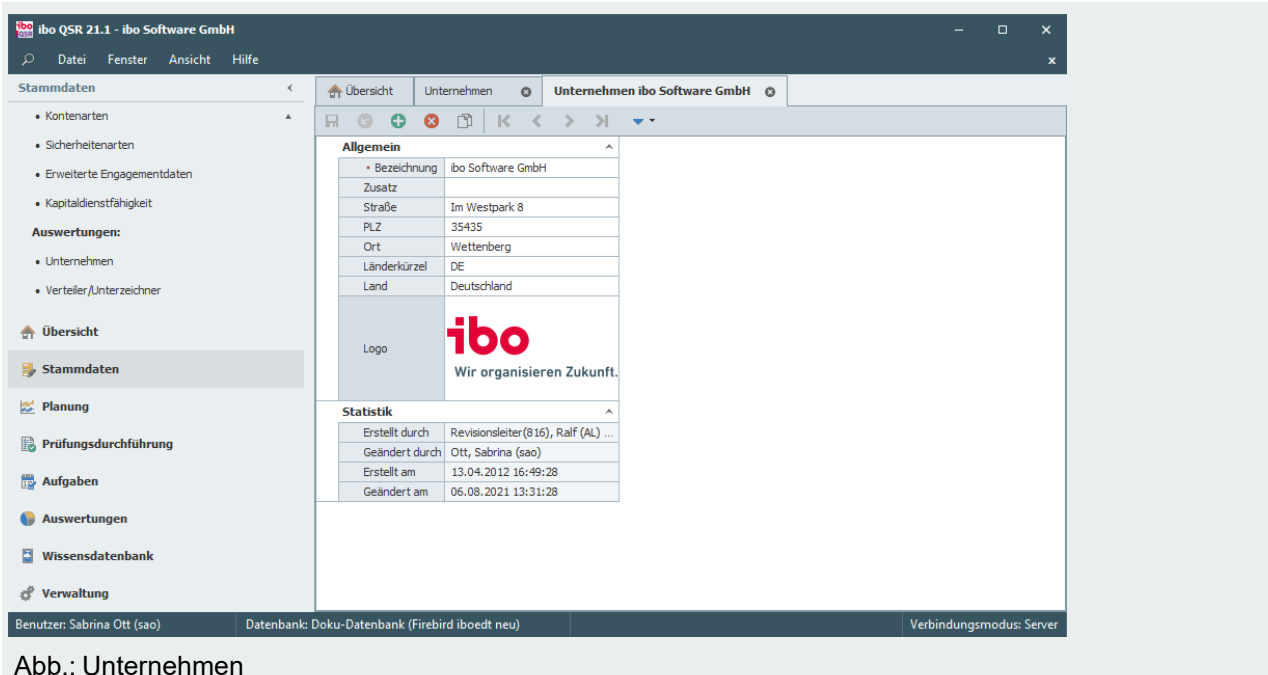 ibo QSR 21.1 - ibo Software GmbH
Datei Fenster Ansicht Hilfe
Stammdaten
• Kontenarten
• Sicherheitenarten
• Erweiterte Engagementdaten
• Kapitaldienstfähigkeit
Auswertungen:
• Unternehmen
• Verteiler/Unterzeichner
Übersicht
Stammdaten
Planung
Prüfungsdurchführung
Aufgaben
Auswertungen
Wissensdatenbank
Verwaltung
Übersicht Unternehmen Unternehmen ibo Software GmbH
Allgemein
• Bezeichnung ibo Software GmbH
Zusatz
Straße Im Westpark 8
PLZ 35435
Ort Wettenberg
Länderkürzel DE
Land Deutschland
Logo
ibo
Wir organisieren Zukunft.
Statistik
Erstellt durch Revisionsleiter(816), Ralf (AL) ...
Geändert durch Ott, Sabrina (sao)
Erstellt am 13.04.2012 16:49:28
Geändert am 06.08.2021 13:31:28
Benutzer: Sabrina Ott (sao) Datenbank: Doku-Datenbank (Firebird iboedt neu) Verbindungsmodus: Server
Abb.: Unternehmen